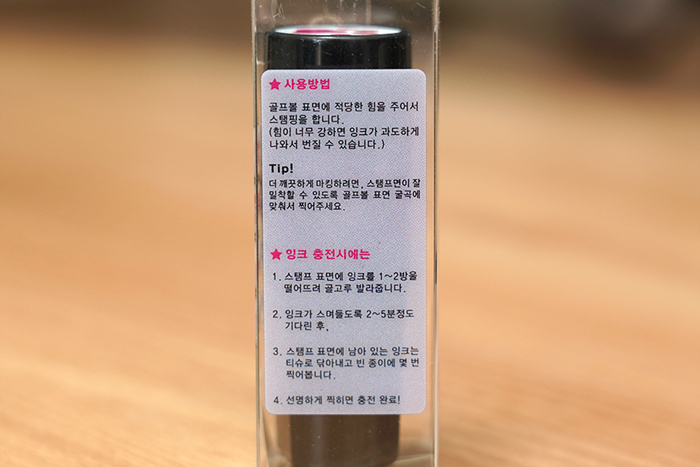 ★ 사용방법
골프볼 표면에 적당한 힘을 주어서
스탬핑을 합니다.
(힘이 너무 강하면 잉크가 과도하게
나와서 번질 수 있습니다.)
Tip!
더 깨끗하게 마킹하려면, 스탬프면이 잘
밀착할 수 있도록 골프볼 표면 굴곡에
맞춰서 찍어주세요.
★ 잉크 충전시에는
1. 스탬프 표면에 잉크를 1~2방울
떨어뜨려 골고루 발라줍니다.
2. 잉크가 스며들도록 2~5분정도
기다린 후,
3. 스탬프 표면에 남아 있는 잉크는
티슈로 닦아내고 빈 종이에 몇 번
찍어봅니다.
4. 선명하게 찍히면 충전 완료!